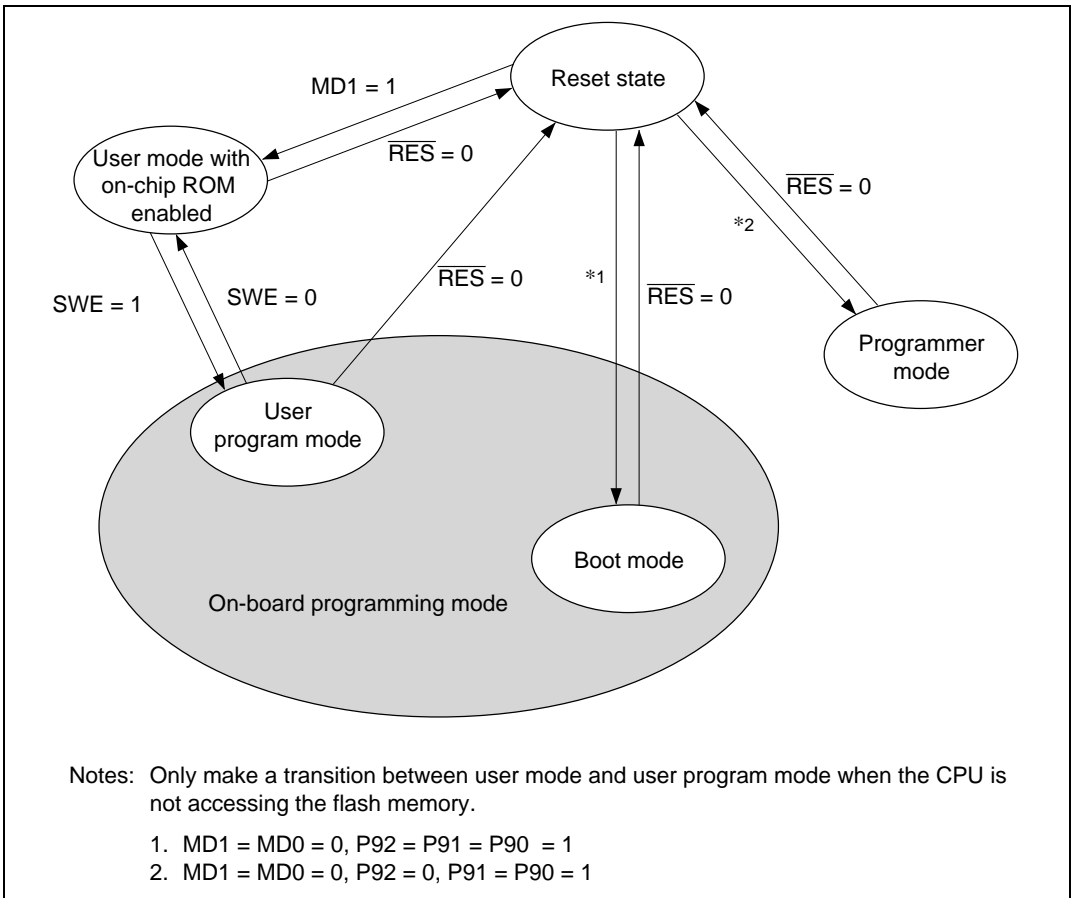 Reset state
MD1 = 1
RES = 0
User mode with
on-chip ROM
enabled
RES = 0
*2
RES = 0
*1
RES = 0
SWE = 1
SWE = 0
Programmer
mode
User
program mode
Boot mode
On-board programming mode
Notes: Only make a transition between user mode and user program mode when the CPU is
not accessing the flash memory.
1. MD1 = MD0 = 0, P92 = P91 = P90 = 1
2. MD1 = MD0 = 0, P92 = 0, P91 = P90 = 1